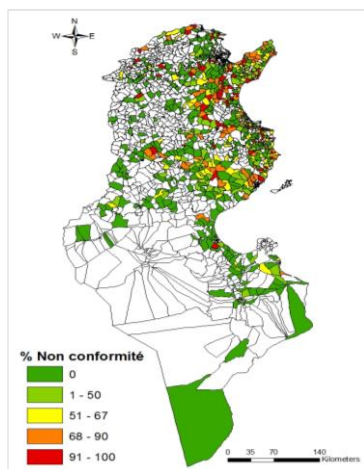 N
W E
S
% Non conformité
0
1 - 50
51 - 67
68 - 90
91 - 100
0 35 70 140
Kilometers